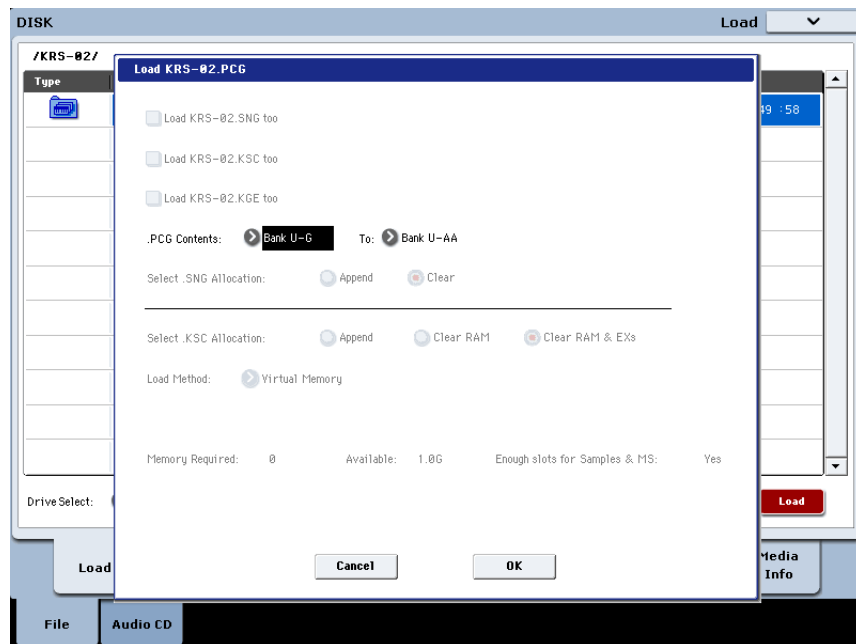 DISK Load
/KRS-02/
Load KRS-02.PCG
Type
49 :58
Load KRS-02.SNG too
Load KRS-02.KSC too
Load KRS-02.KGE too
.PCG Contents: Bank U-G To: Bank U-AA
Select .SNG Allocation: Append Clear
Select .KSC Allocation: Append Clear RAM Clear RAM & EXs
Load Method: Virtual Memory
Memory Required: 0 Available: 1.0G Enough slots for Samples & MS: Yes
Drive Select: Load
Cancel OK
Load Media
Info
File Audio CD